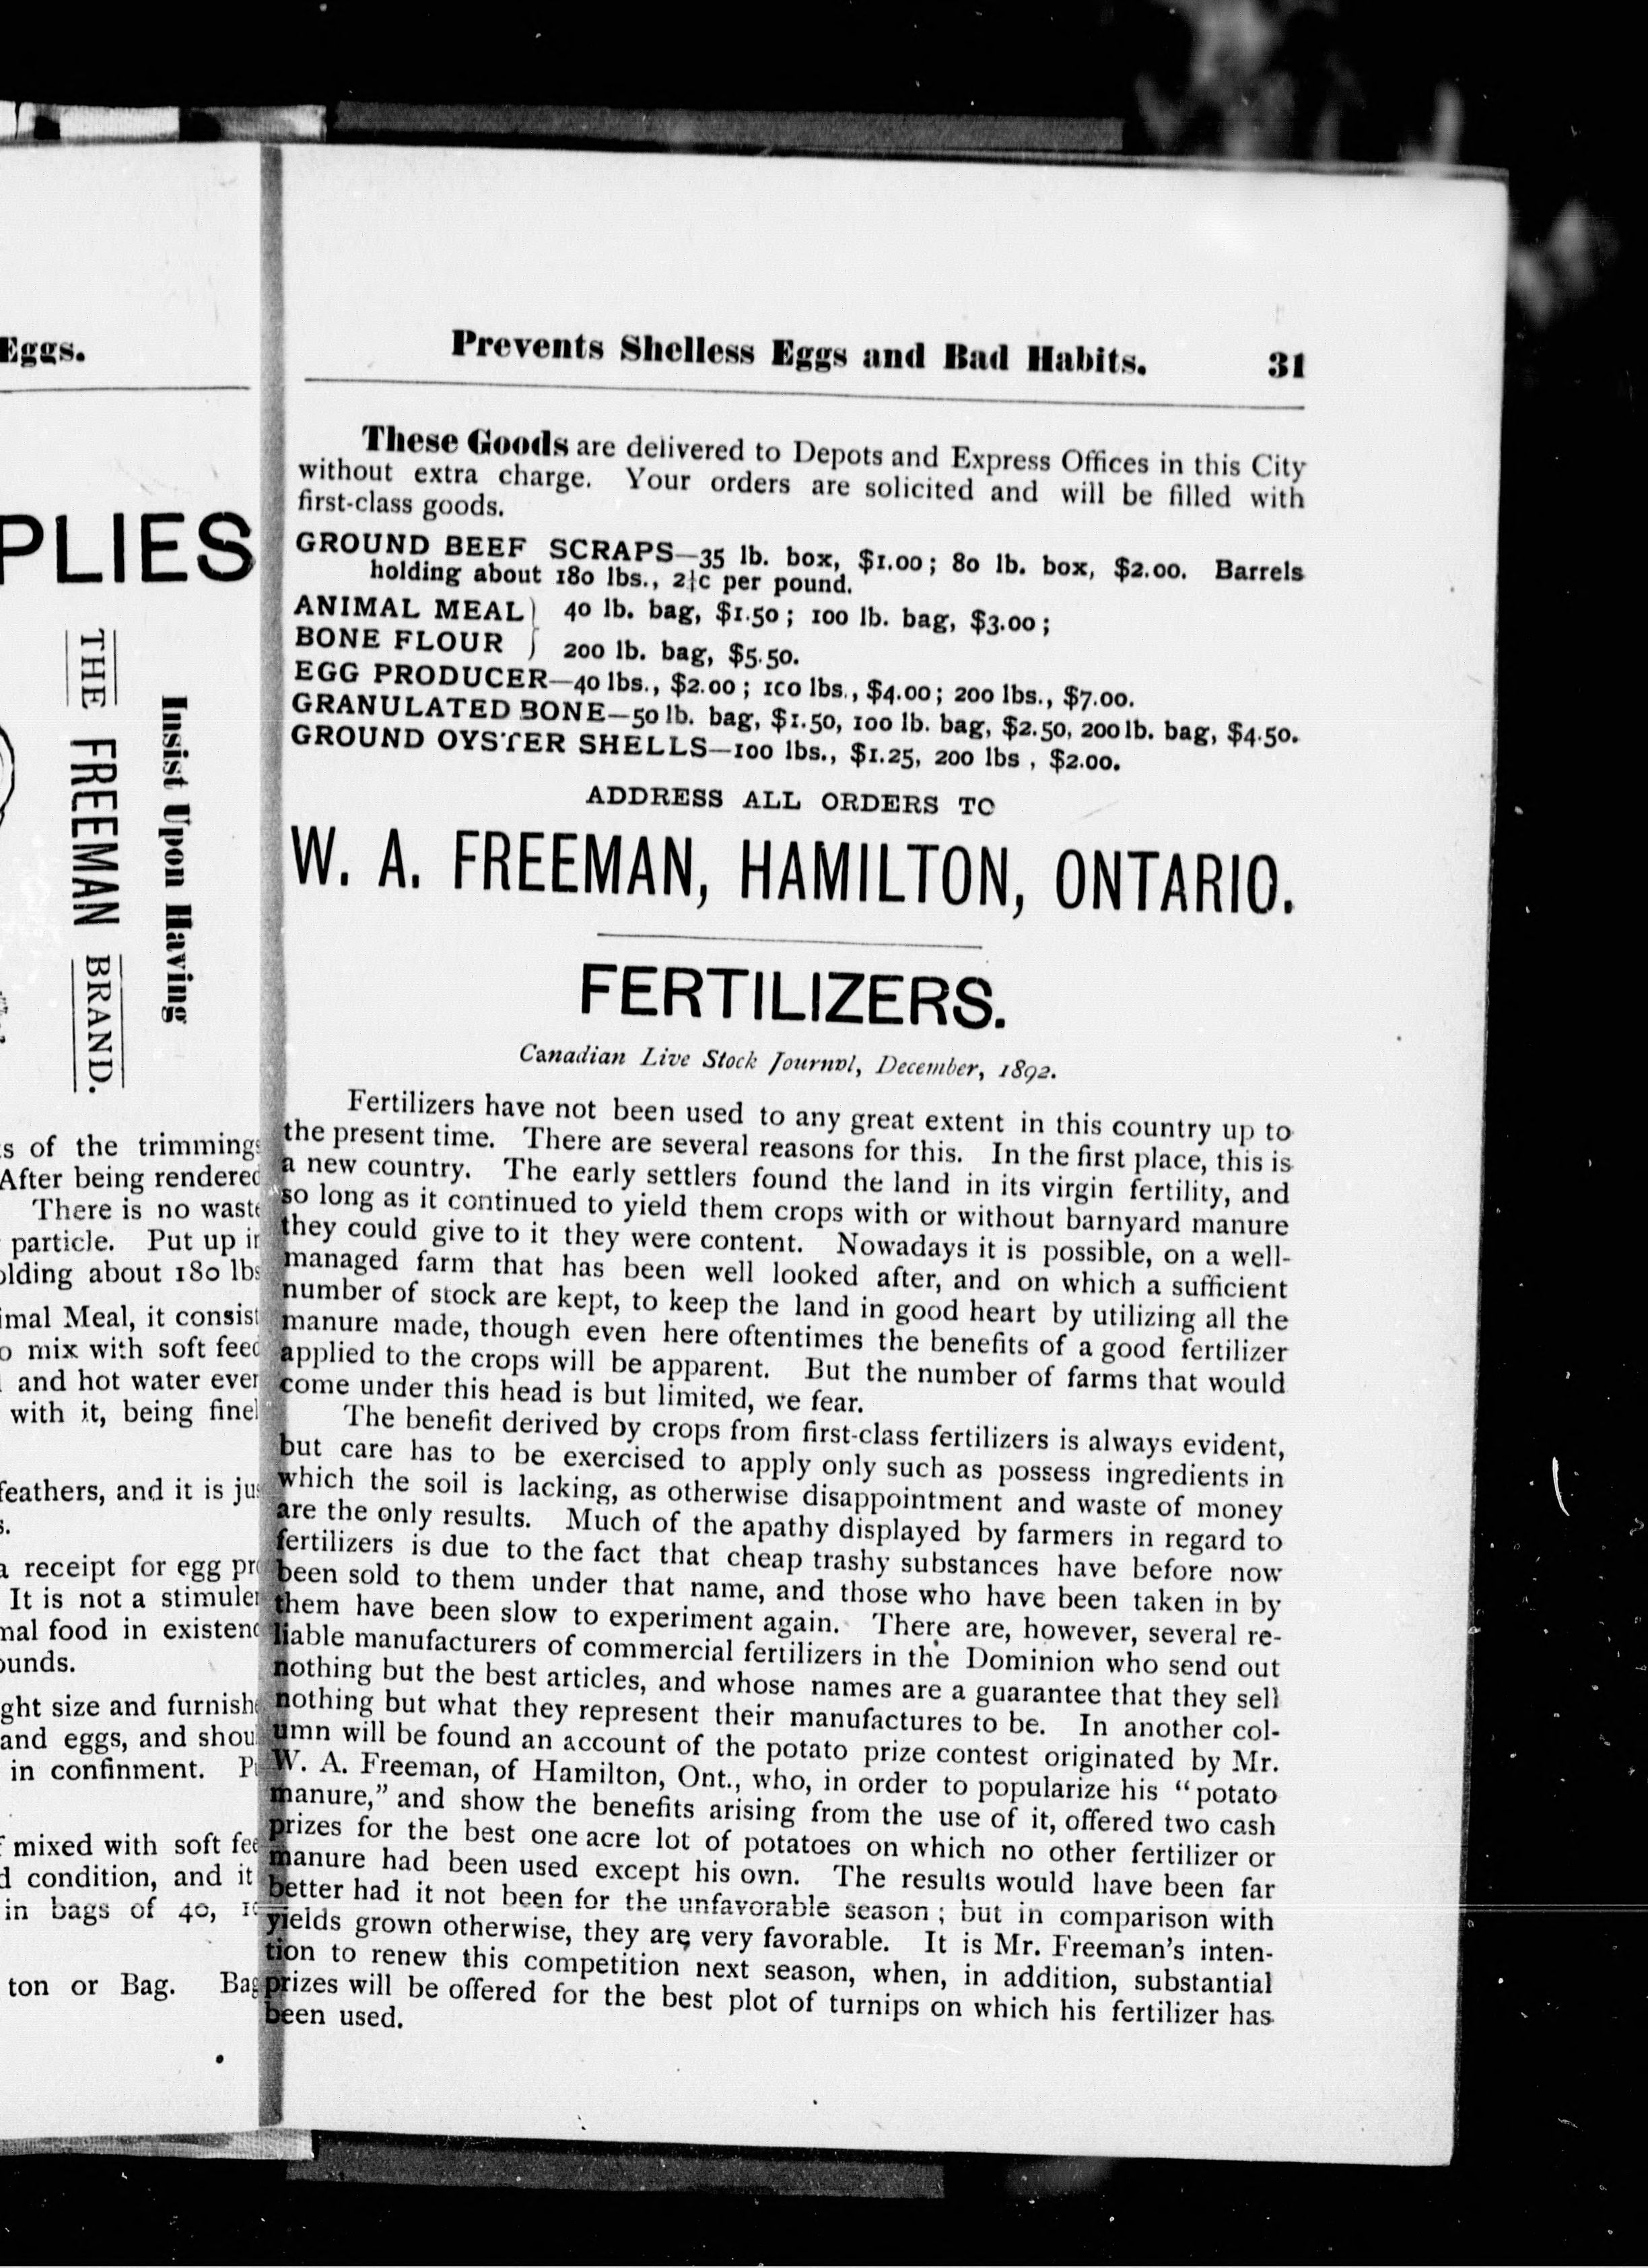 Eggs.
PLIES
THE FREEMAN BRAND.
Insist Upon Having
s of the trimmings
After being rendered
There is no waste
particle. Put up in
olding about 180 lbs
imal Meal, it consist
o mix with soft feed
and hot water ever
with it, being finel
feathers, and it is jus
s.
a receipt for egg pro
It is not a stimulen
mal food in existenc
ounds.
ght size and furnishe
and eggs, and shoul
in confinment. Pu
f mixed with soft fee
d condition, and it
in bags of 40, 10
ton or Bag. Bag
Prevents Shelless Eggs and Bad Habits. 31
These Goods are delivered to Depots and Express Offices in this City
without extra charge. Your orders are solicited and will be filled with
first-class goods.
GROUND BEEF SCRAPS—35 lb. box, $1.00; 80 lb. box, $2.00. Barrels
holding about 180 lbs., 2½c per pound.
ANIMAL MEAL } 40 lb. bag, $1.50; 100 lb. bag, $3.00;
BONE FLOUR } 200 lb. bag, $5.50.
EGG PRODUCER—40 lbs., $2.00; 100 lbs., $4.00; 200 lbs., $7.00.
GRANULATED BONE—50 lb. bag, $1.50, 100 lb. bag, $2.50, 200 lb. bag, $4.50.
GROUND OYSTER SHELLS—100 lbs., $1.25, 200 lbs , $2.00.
ADDRESS ALL ORDERS TO
W. A. FREEMAN, HAMILTON, ONTARIO.
FERTILIZERS.
Canadian Live Stock Journal, December, 1892.
Fertilizers have not been used to any great extent in this country up to
the present time. There are several reasons for this. In the first place, this is
a new country. The early settlers found the land in its virgin fertility, and
so long as it continued to yield them crops with or without barnyard manure
they could give to it they were content. Nowadays it is possible, on a well-
managed farm that has been well looked after, and on which a sufficient
number of stock are kept, to keep the land in good heart by utilizing all the
manure made, though even here oftentimes the benefits of a good fertilizer
applied to the crops will be apparent. But the number of farms that would
come under this head is but limited, we fear.
The benefit derived by crops from first-class fertilizers is always evident,
but care has to be exercised to apply only such as possess ingredients in
which the soil is lacking, as otherwise disappointment and waste of money
are the only results. Much of the apathy displayed by farmers in regard to
fertilizers is due to the fact that cheap trashy substances have before now
been sold to them under that name, and those who have been taken in by
them have been slow to experiment again. There are, however, several re-
liable manufacturers of commercial fertilizers in the Dominion who send out
nothing but the best articles, and whose names are a guarantee that they sell
nothing but what they represent their manufactures to be. In another col-
umn will be found an account of the potato prize contest originated by Mr.
W. A. Freeman, of Hamilton, Ont., who, in order to popularize his "potato
manure," and show the benefits arising from the use of it, offered two cash
prizes for the best one acre lot of potatoes on which no other fertilizer or
manure had been used except his own. The results would have been far
better had it not been for the unfavorable season; but in comparison with
yields grown otherwise, they are very favorable. It is Mr. Freeman's inten-
tion to renew this competition next season, when, in addition, substantial
prizes will be offered for the best plot of turnips on which his fertilizer has
been used.